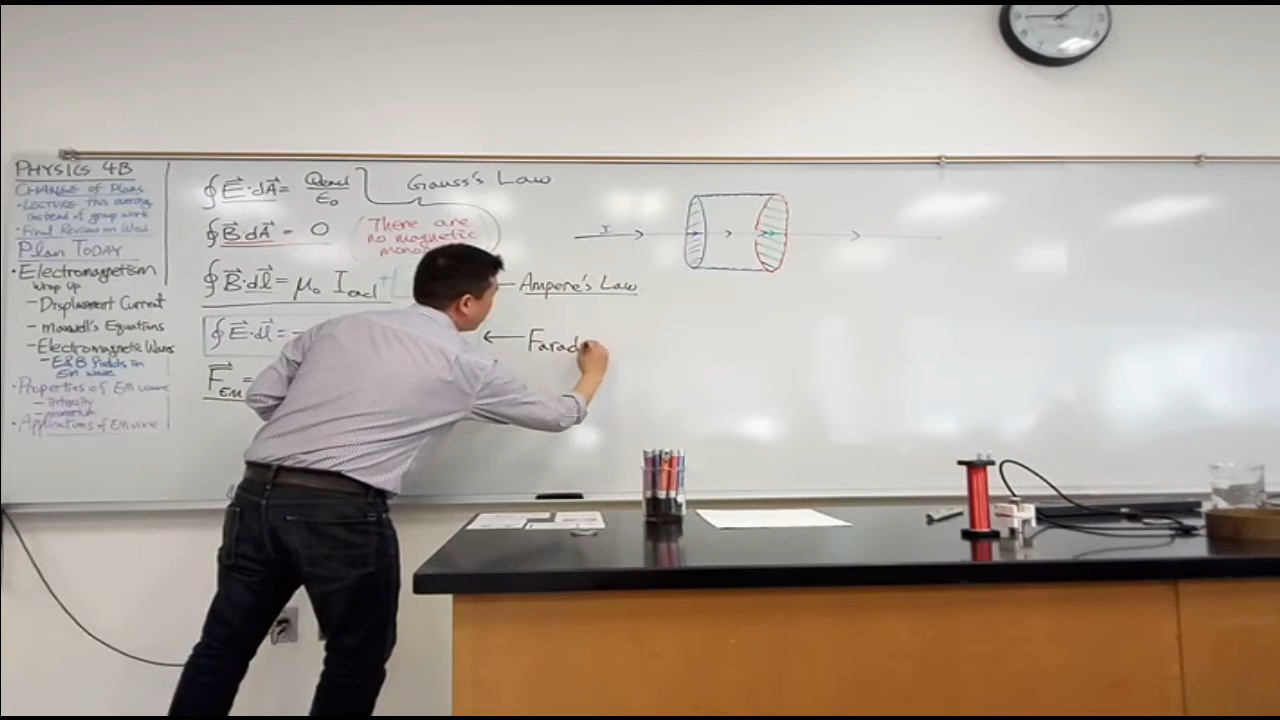 PHYSICS 4B
CHANGE of Plans
• LECTURE this evening
instead of group work
• Final Review on Wed
Plan TODAY
• Electromagnetism
Wrap up
- Displacement Current
- Maxwell's Equations
- Electromagnetic Waves
- E&B fields in
EM wave
• Properties of EM wave
- Intensity
- momentum
• Applications of EM wave
∮E⃗·dA⃗ = Qencl/ε₀
Gauss's Law
∮B⃗·dA⃗ = 0
(There are
no magnetic
∮B⃗·dl⃗ = μ₀ Iencl +
Ampere's Law
∮E⃗·dl⃗ = -
← Farad
F⃗EM =
I